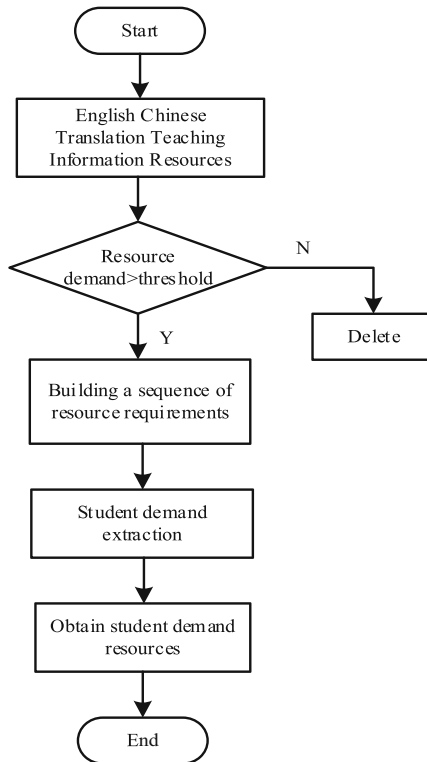 Start
English Chinese
Translation Teaching
Information Resources
Resource
demand>threshold
N
Delete
Y
Building a sequence of
resource requirements
Student demand
extraction
Obtain student demand
resources
End